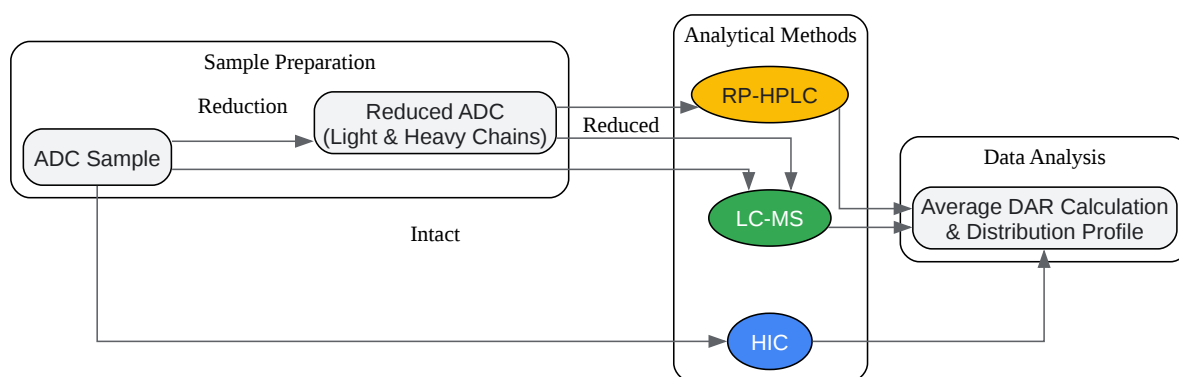 Analytical Methods
Sample Preparation
Reduction
RP-HPLC
Reduced ADC
(Light & Heavy Chains)
Reduced
ADC Sample
Data Analysis
LC-MS
Average DAR Calculation
& Distribution Profile
Intact
HIC